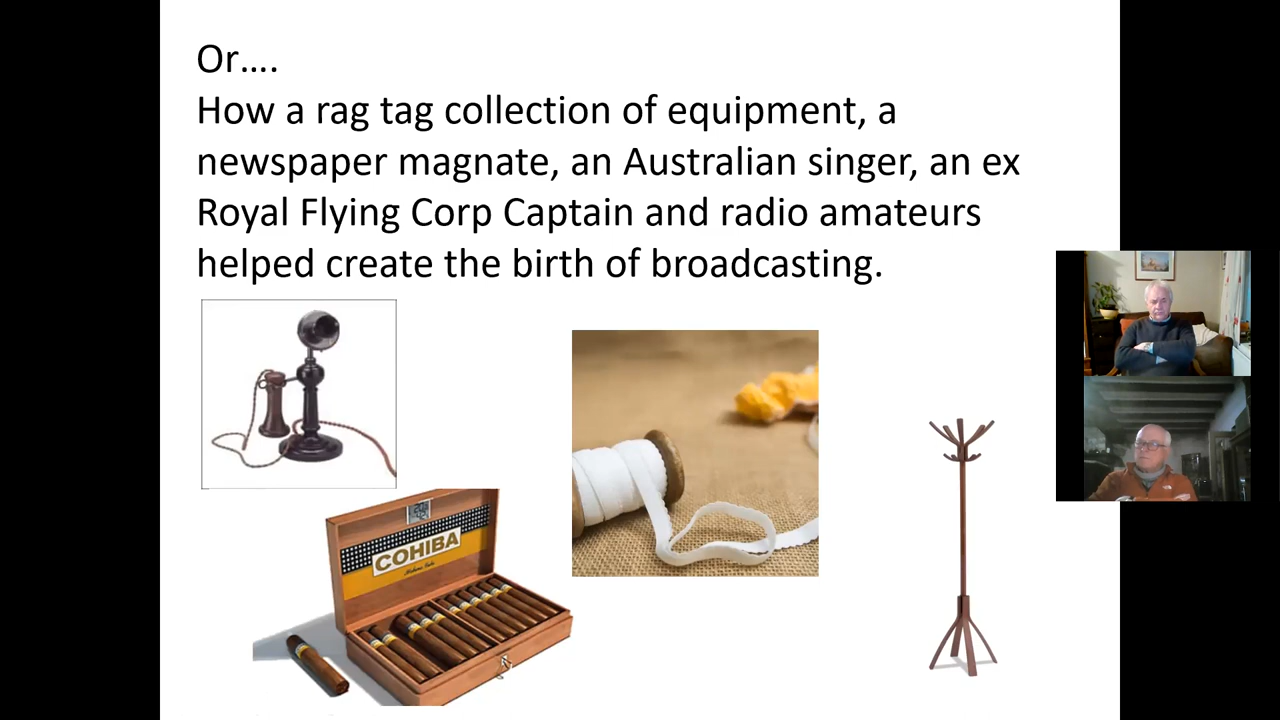 Or....
How a rag tag collection of equipment, a
newspaper magnate, an Australian singer, an ex
Royal Flying Corp Captain and radio amateurs
helped create the birth of broadcasting.
COHIBA